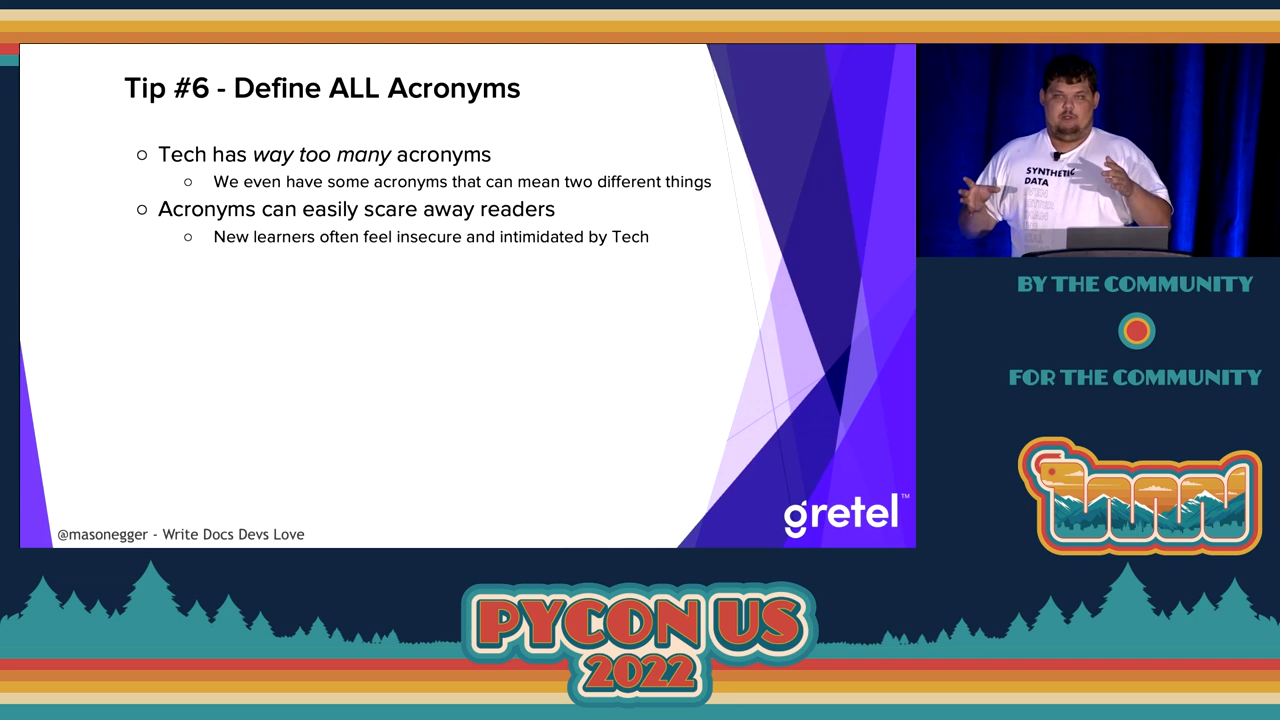 Tip #6 - Define ALL Acronyms
○ Tech has way too many acronyms
○ We even have some acronyms that can mean two different things
○ Acronyms can easily scare away readers
○ New learners often feel insecure and intimidated by Tech
@masonegger - Write Docs Devs Love
gretel™
SYNTHETIC
DATA
BY THE COMMUNITY
FOR THE COMMUNITY
PYCON US
2022